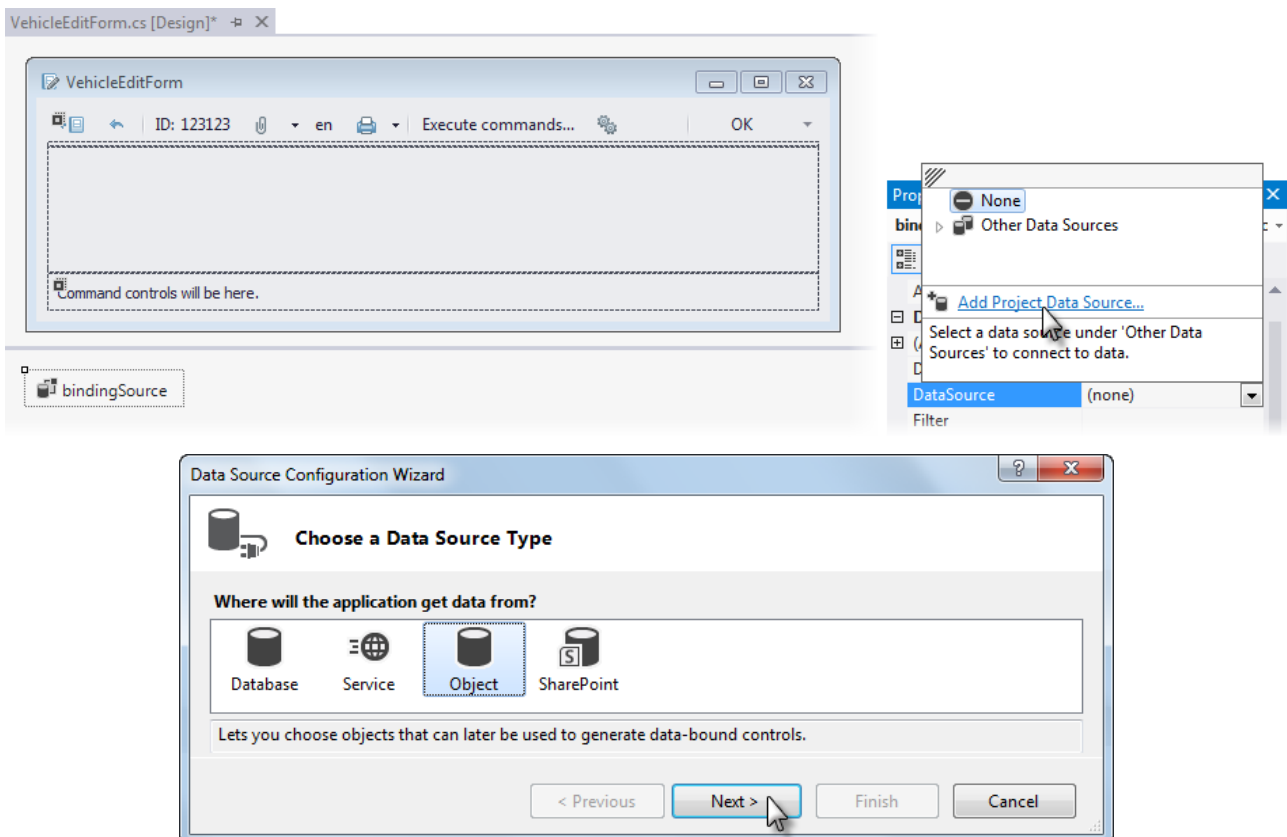 VehicleEditForm.cs [Design]*
VehicleEditForm
ID: 123123 en Execute commands... OK
Command controls will be here.
bindingSource
None
Other Data Sources
Add Project Data Source...
Select a data source under 'Other Data
Sources' to connect to data.
DataSource (none)
Filter
Data Source Configuration Wizard
Choose a Data Source Type
Where will the application get data from?
Database Service Object SharePoint
Lets you choose objects that can later be used to generate data-bound controls.
< Previous Next > Finish Cancel